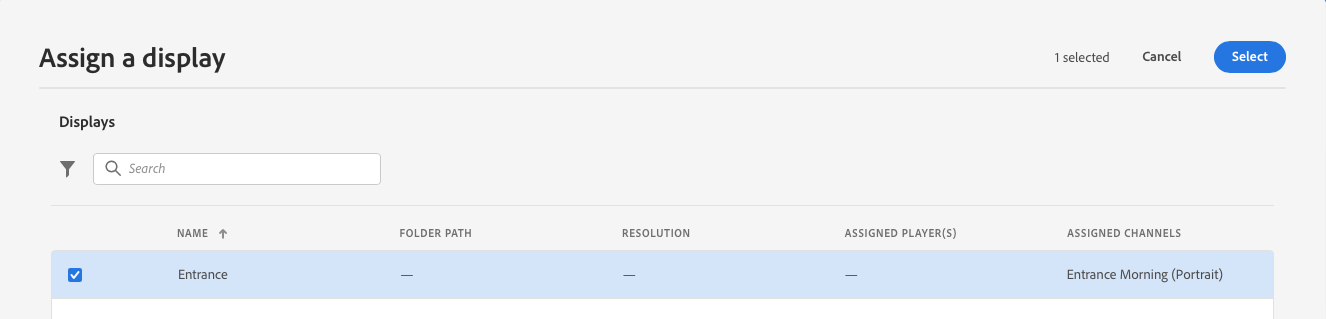 Assign a display
1 selected Cancel Select
Displays
Search
NAME FOLDER PATH RESOLUTION ASSIGNED PLAYER(S) ASSIGNED CHANNELS
Entrance — — — Entrance Morning (Portrait)